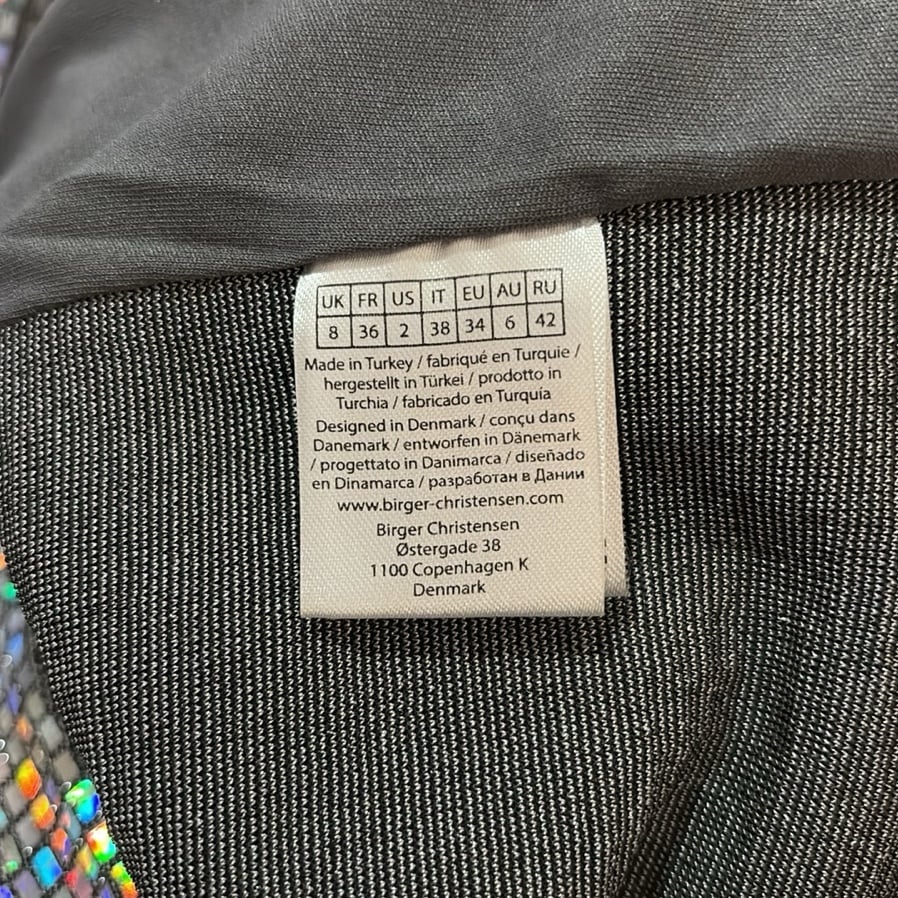 UK FR US IT EU AU RU
8 36 2 38 34 6 42
Made in Turkey / fabriqué en Turquie /
hergestellt in Türkei / prodotto in
Turchia / fabricado en Turquía
Designed in Denmark / conçu dans
Danemark / entworfen in Dänemark
/ progettato in Danimarca / diseñado
en Dinamarca / разработан в Дании
www.birger-christensen.com
Birger Christensen
Østergade 38
1100 Copenhagen K
Denmark